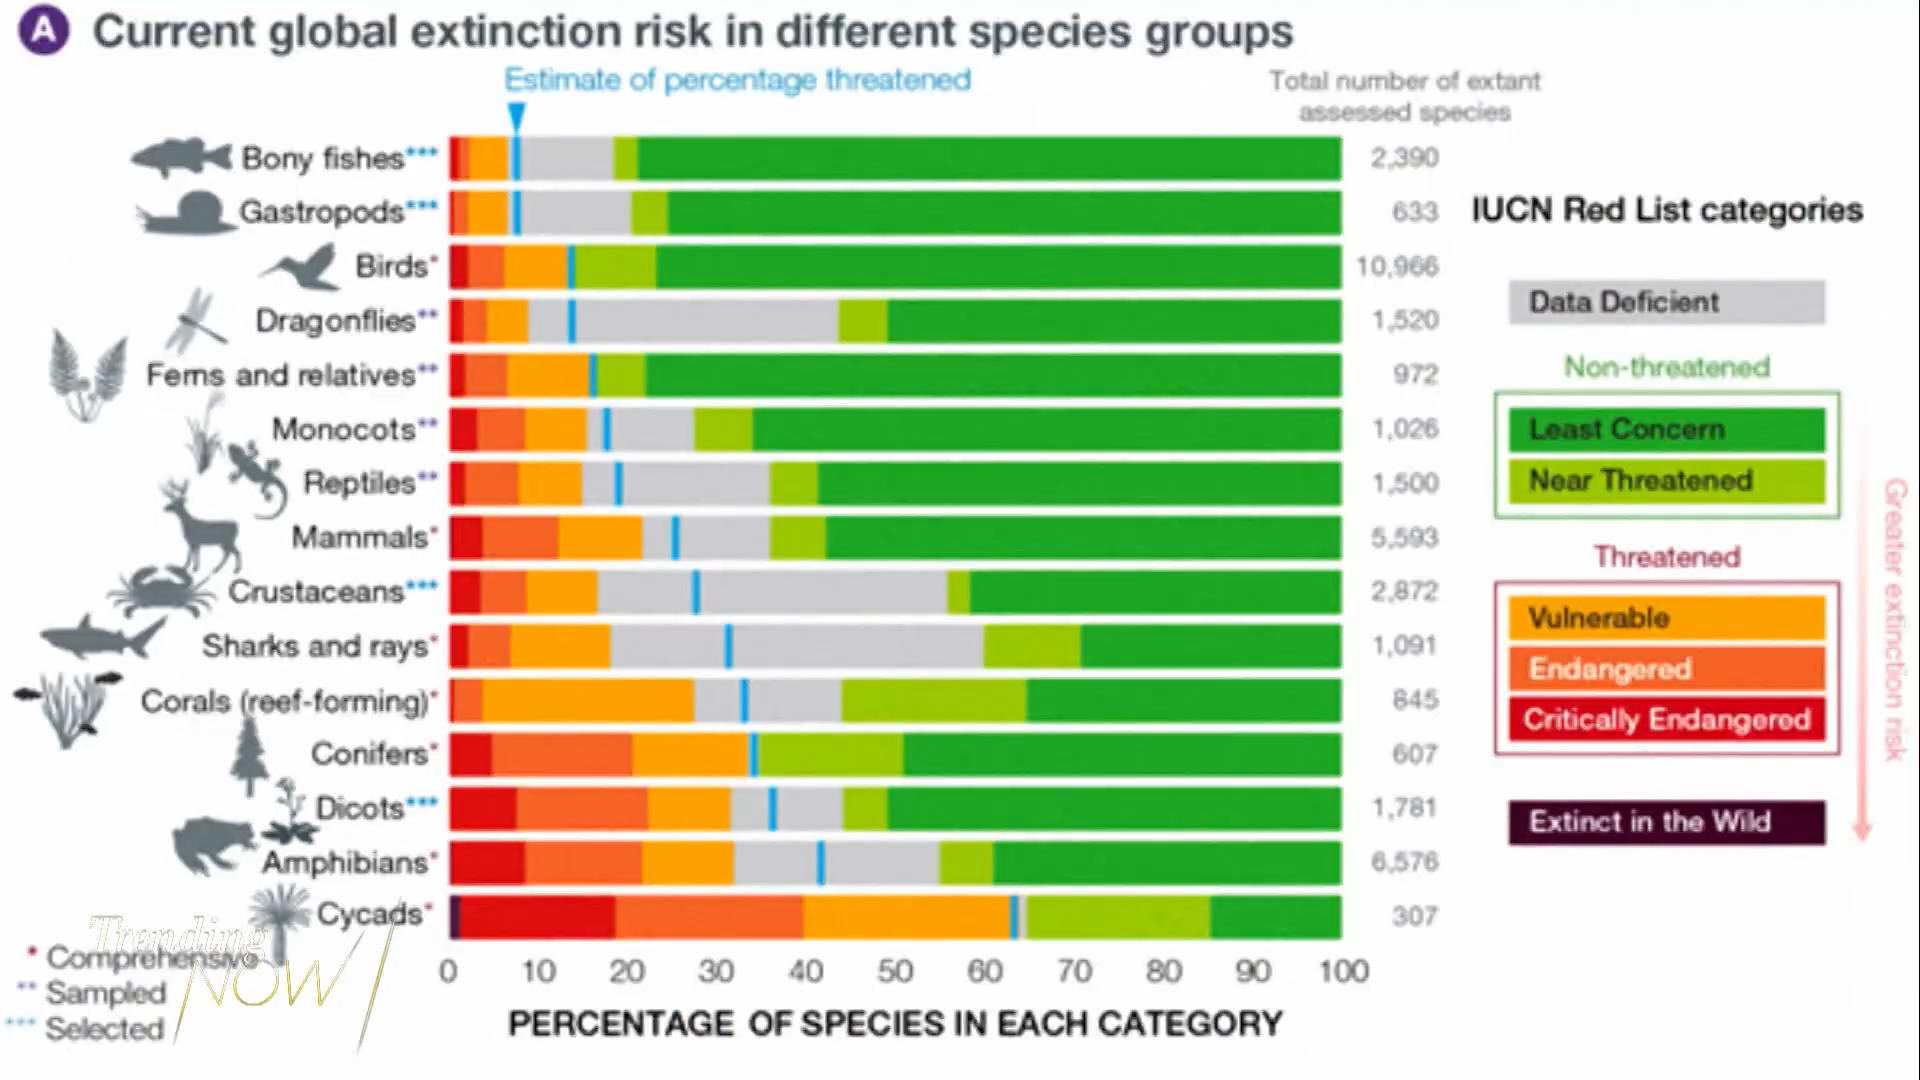 A Current global extinction risk in different species groups
Estimate of percentage threatened
Total number of extant
assessed species
Bony fishes*** 2,390
Gastropods*** 633
IUCN Red List categories
Birds* 10,966
Data Deficient
Dragonflies** 1,520
Non-threatened
Ferns and relatives** 972
Monocots** 1,026
Least Concern
Reptiles** 1,500
Near Threatened
Mammals* 5,593
Threatened
Crustaceans*** 2,872
Vulnerable
Sharks and rays* 1,091
Endangered
Corals (reef-forming)* 845
Critically Endangered
Greater extinction risk
Conifers* 607
Dicots*** 1,781
Extinct in the Wild
Amphibians* 6,576
Cycads* 307
Trending
NOW
* Comprehensive
** Sampled
*** Selected
0 10 20 30 40 50 60 70 80 90 100
PERCENTAGE OF SPECIES IN EACH CATEGORY